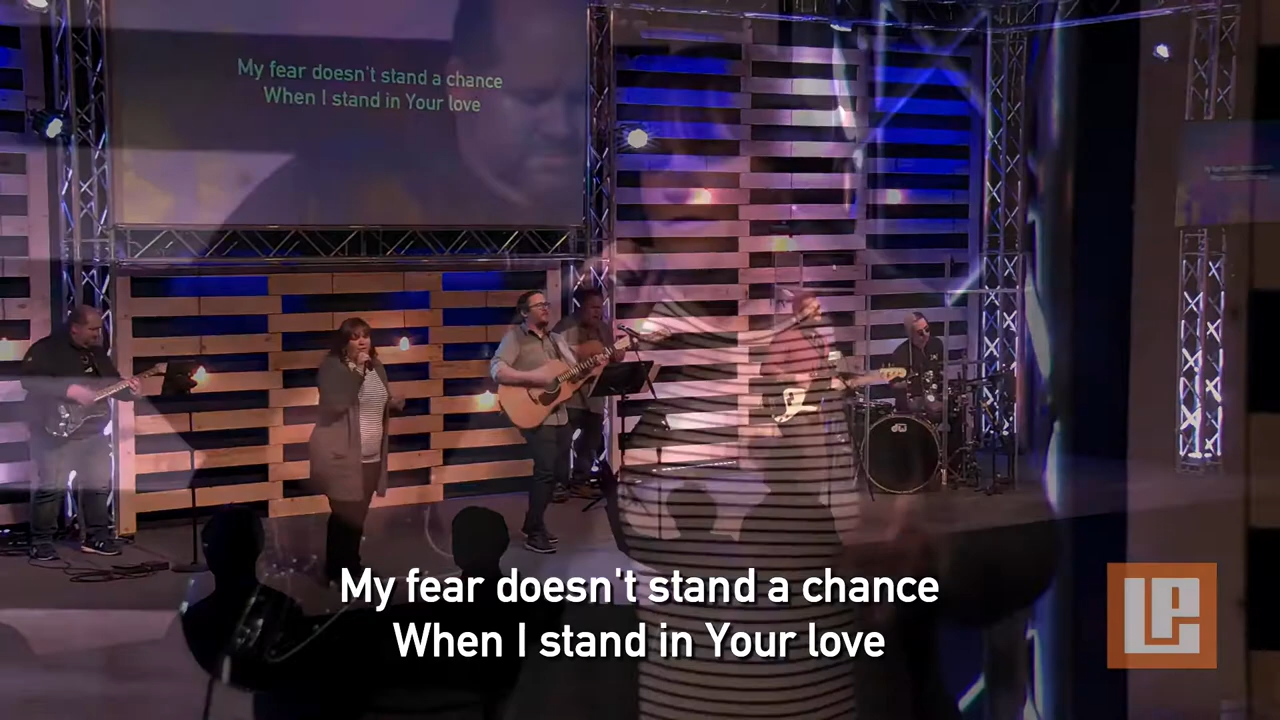 My fear doesn't stand a chance
When I stand in Your love
My fear doesn't stand a chance
When I stand in Your love
LP